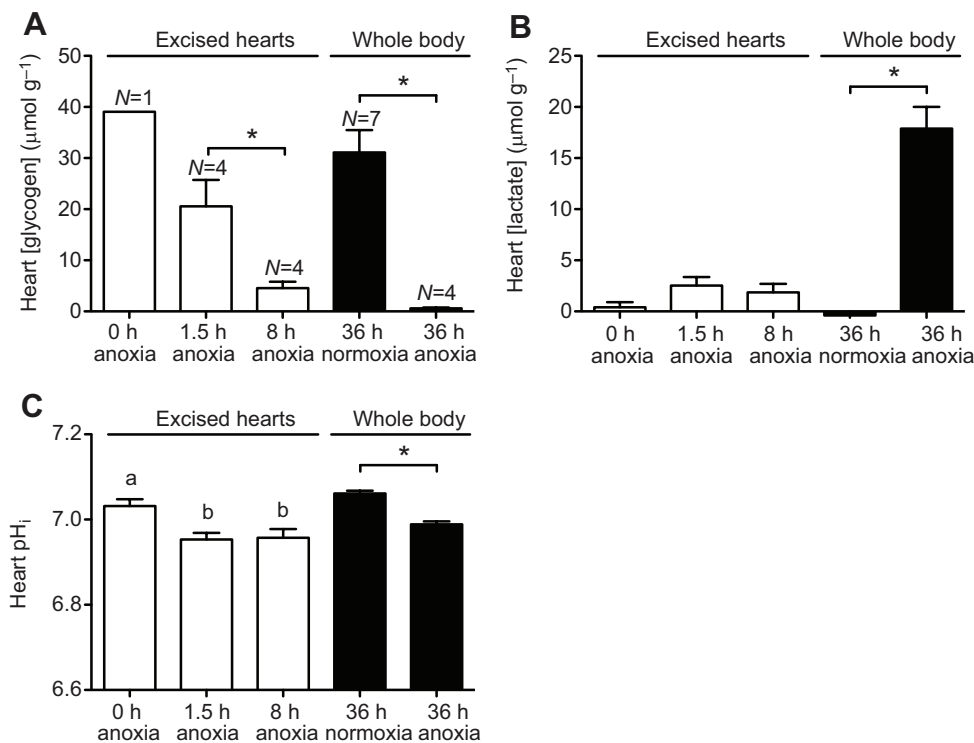 A
Excised hearts Whole body
Heart [glycogen] (μmol g⁻¹)
50
40
30
20
10
0
N=1
N=4
*
N=4
N=7
*
N=4
0 h 1.5 h 8 h 36 h 36 h
anoxia anoxia anoxia normoxia anoxia
B
Excised hearts Whole body
Heart [lactate] (μmol g⁻¹)
25
20
15
10
5
0
*
0 h 1.5 h 8 h 36 h 36 h
anoxia anoxia anoxia normoxia anoxia
C
Excised hearts Whole body
Heart pHi
7.2
7.0
6.8
6.6
a
b
b
*
0 h 1.5 h 8 h 36 h 36 h
anoxia anoxia anoxia normoxia anoxia